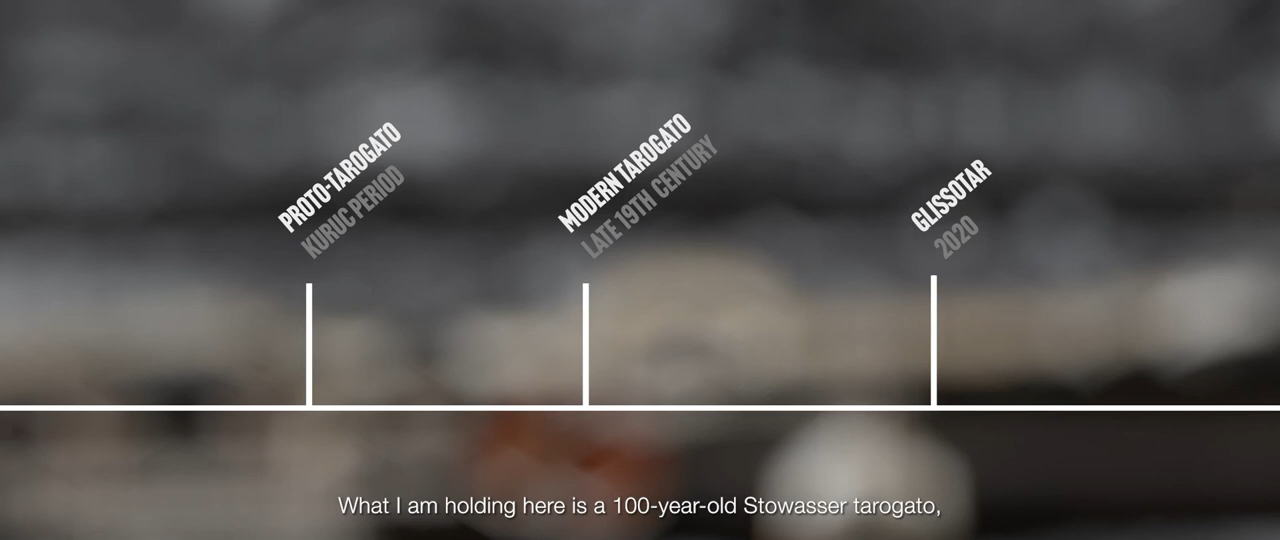 PROTO-TAROGATO
KURUC PERIOD
MODERN TAROGATO
LATE 19TH CENTURY
GLISSOTAR
2020
What I am holding here is a 100-year-old Stowasser tarogato,